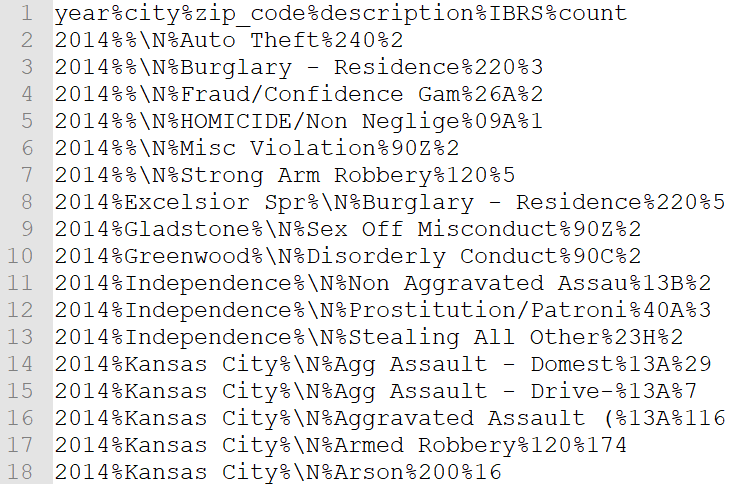 1 year%city%zip_code%description%IBRS%count
2 2014%%\N%Auto Theft%240%2
3 2014%%\N%Burglary - Residence%220%3
4 2014%%\N%Fraud/Confidence Gam%26A%2
5 2014%%\N%HOMICIDE/Non Neglige%09A%1
6 2014%%\N%Misc Violation%90Z%2
7 2014%%\N%Strong Arm Robbery%120%5
8 2014%Excelsior Spr%\N%Burglary - Residence%220%5
9 2014%Gladstone%\N%Sex Off Misconduct%90Z%2
10 2014%Greenwood%\N%Disorderly Conduct%90C%2
11 2014%Independence%\N%Non Aggravated Assau%13B%2
12 2014%Independence%\N%Prostitution/Patroni%40A%3
13 2014%Independence%\N%Stealing All Other%23H%2
14 2014%Kansas City%\N%Agg Assault - Domest%13A%29
15 2014%Kansas City%\N%Agg Assault - Drive-%13A%7
16 2014%Kansas City%\N%Aggravated Assault (%13A%116
17 2014%Kansas City%\N%Armed Robbery%120%174
18 2014%Kansas City%\N%Arson%200%16